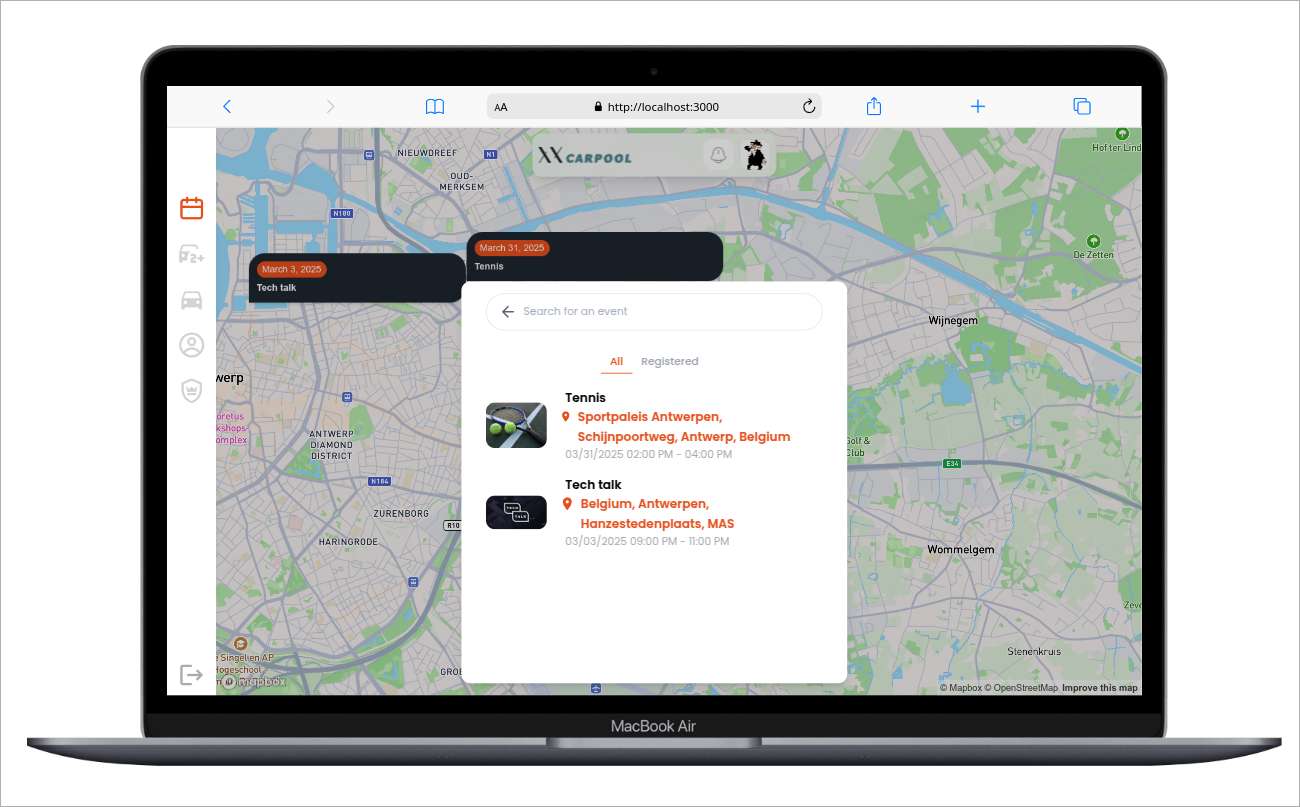 AA
http://localhost:3000
NIEUWDREEF
N1
Hof ter Lind
XX CARPOOL
OUD-
MERKSEM
N180
March 31, 2025
Tennis
De Zetten
March 3, 2025
Tech talk
2+
Search for an event
Wijnegem
All
Registered
werp
Tennis
Sportpaleis Antwerpen,
Schijnpoortweg, Antwerp, Belgium
03/31/2025 02:00 PM - 04:00 PM
oretus
kshops-
omplex
ANTWERP
DIAMOND
DISTRICT
Golf &
Club
E34
N184
Tech talk
Belgium, Antwerpen,
Hanzestedenplaats, MAS
03/03/2025 09:00 PM - 11:00 PM
TECH
TALK
ZURENBORG
R10
HARINGRODE
Wommelgem
Zeve
Stenenkruis
e Singelen AP
Hogeschool
mapbox
GROE
© Mapbox © OpenStreetMap Improve this map
MacBook Air